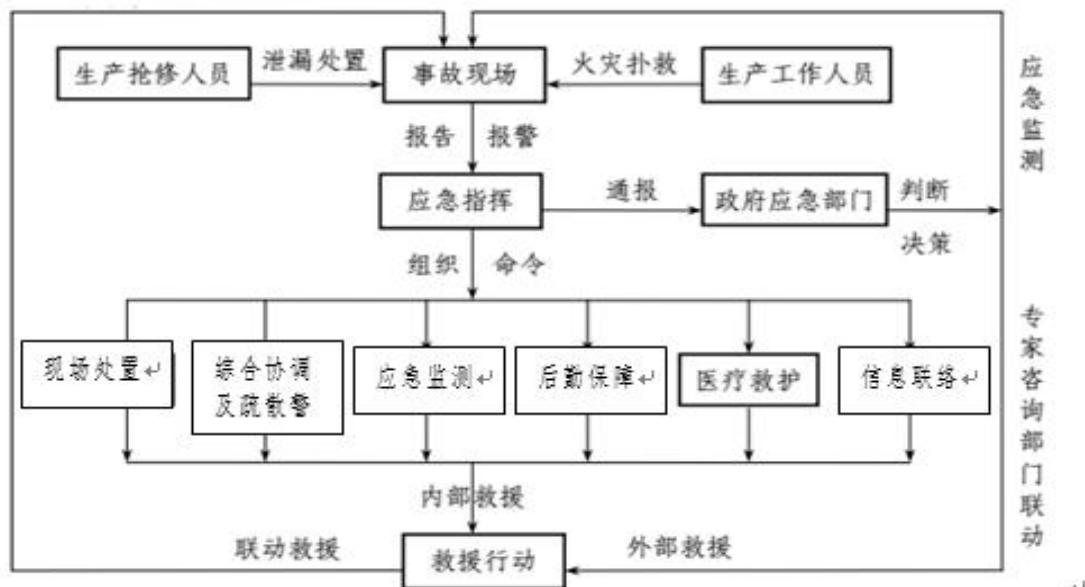 生产抢修人员
泄漏处置
事故现场
火灾扑救
生产工作人员
报告 报警
应急指挥
通报
政府应急部门
判断
决策
组织 命令
现场处置↵
综合协调
及疏散警
应急监测↵
后勤保障↵
医疗救护
信息联络↵
内部救援
联动救援
救援行动
外部救援
应急监测
专家咨询部门联动